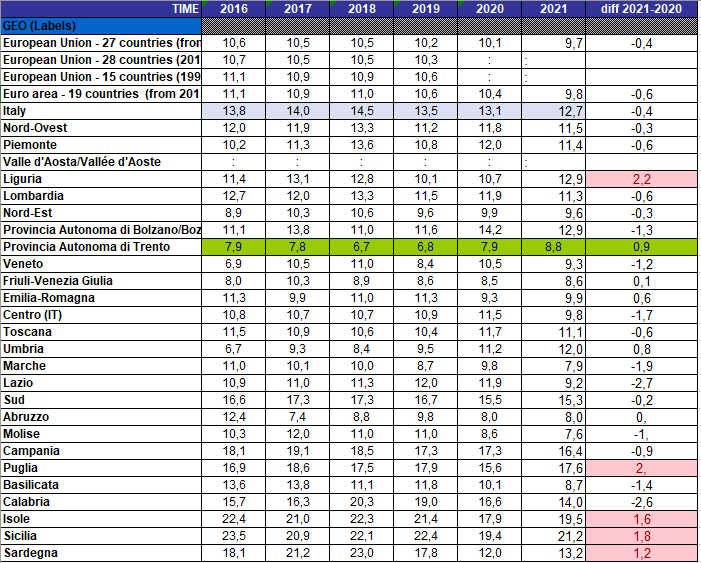 TIME 2016 2017 2018 2019 2020 2021 diff 2021-2020
GEO (Labels)
European Union - 27 countries (fron 10,6 10,5 10,5 10,2 10,1 9,7 -0,4
European Union - 28 countries (201 10,7 10,5 10,5 10,3 : :
European Union - 15 countries (199 11,1 10,9 10,9 10,6 : :
Euro area - 19 countries (from 201 11,1 10,9 11,0 10,6 10,4 9,8 -0,6
Italy 13,8 14,0 14,5 13,5 13,1 12,7 -0,4
Nord-Ovest 12,0 11,9 13,3 11,2 11,8 11,5 -0,3
Piemonte 10,2 11,3 13,6 10,8 12,0 11,4 -0,6
Valle d'Aosta/Vallée d'Aoste : : : : : :
Liguria 11,4 13,1 12,8 10,1 10,7 12,9 2,2
Lombardia 12,7 12,0 13,3 11,5 11,9 11,3 -0,6
Nord-Est 8,9 10,3 10,6 9,6 9,9 9,6 -0,3
Provincia Autonoma di Bolzano/Boz 11,1 13,8 11,0 11,6 14,2 12,9 -1,3
Provincia Autonoma di Trento 7,9 7,8 6,7 6,8 7,9 8,8 0,9
Veneto 6,9 10,5 11,0 8,4 10,5 9,3 -1,2
Friuli-Venezia Giulia 8,0 10,3 8,9 8,6 8,5 8,6 0,1
Emilia-Romagna 11,3 9,9 11,0 11,3 9,3 9,9 0,6
Centro (IT) 10,8 10,7 10,7 10,9 11,5 9,8 -1,7
Toscana 11,5 10,9 10,6 10,4 11,7 11,1 -0,6
Umbria 6,7 9,3 8,4 9,5 11,2 12,0 0,8
Marche 11,0 10,1 10,0 8,7 9,8 7,9 -1,9
Lazio 10,9 11,0 11,3 12,0 11,9 9,2 -2,7
Sud 16,6 17,3 17,3 16,7 15,5 15,3 -0,2
Abruzzo 12,4 7,4 8,8 9,8 8,0 8,0 0,
Molise 10,3 12,0 11,0 11,0 8,6 7,6 -1,
Campania 18,1 19,1 18,5 17,3 17,3 16,4 -0,9
Puglia 16,9 18,6 17,5 17,9 15,6 17,6 2,
Basilicata 13,6 13,8 11,1 11,8 10,1 8,7 -1,4
Calabria 15,7 16,3 20,3 19,0 16,6 14,0 -2,6
Isole 22,4 21,0 22,3 21,4 17,9 19,5 1,6
Sicilia 23,5 20,9 22,1 22,4 19,4 21,2 1,8
Sardegna 18,1 21,2 23,0 17,8 12,0 13,2 1,2